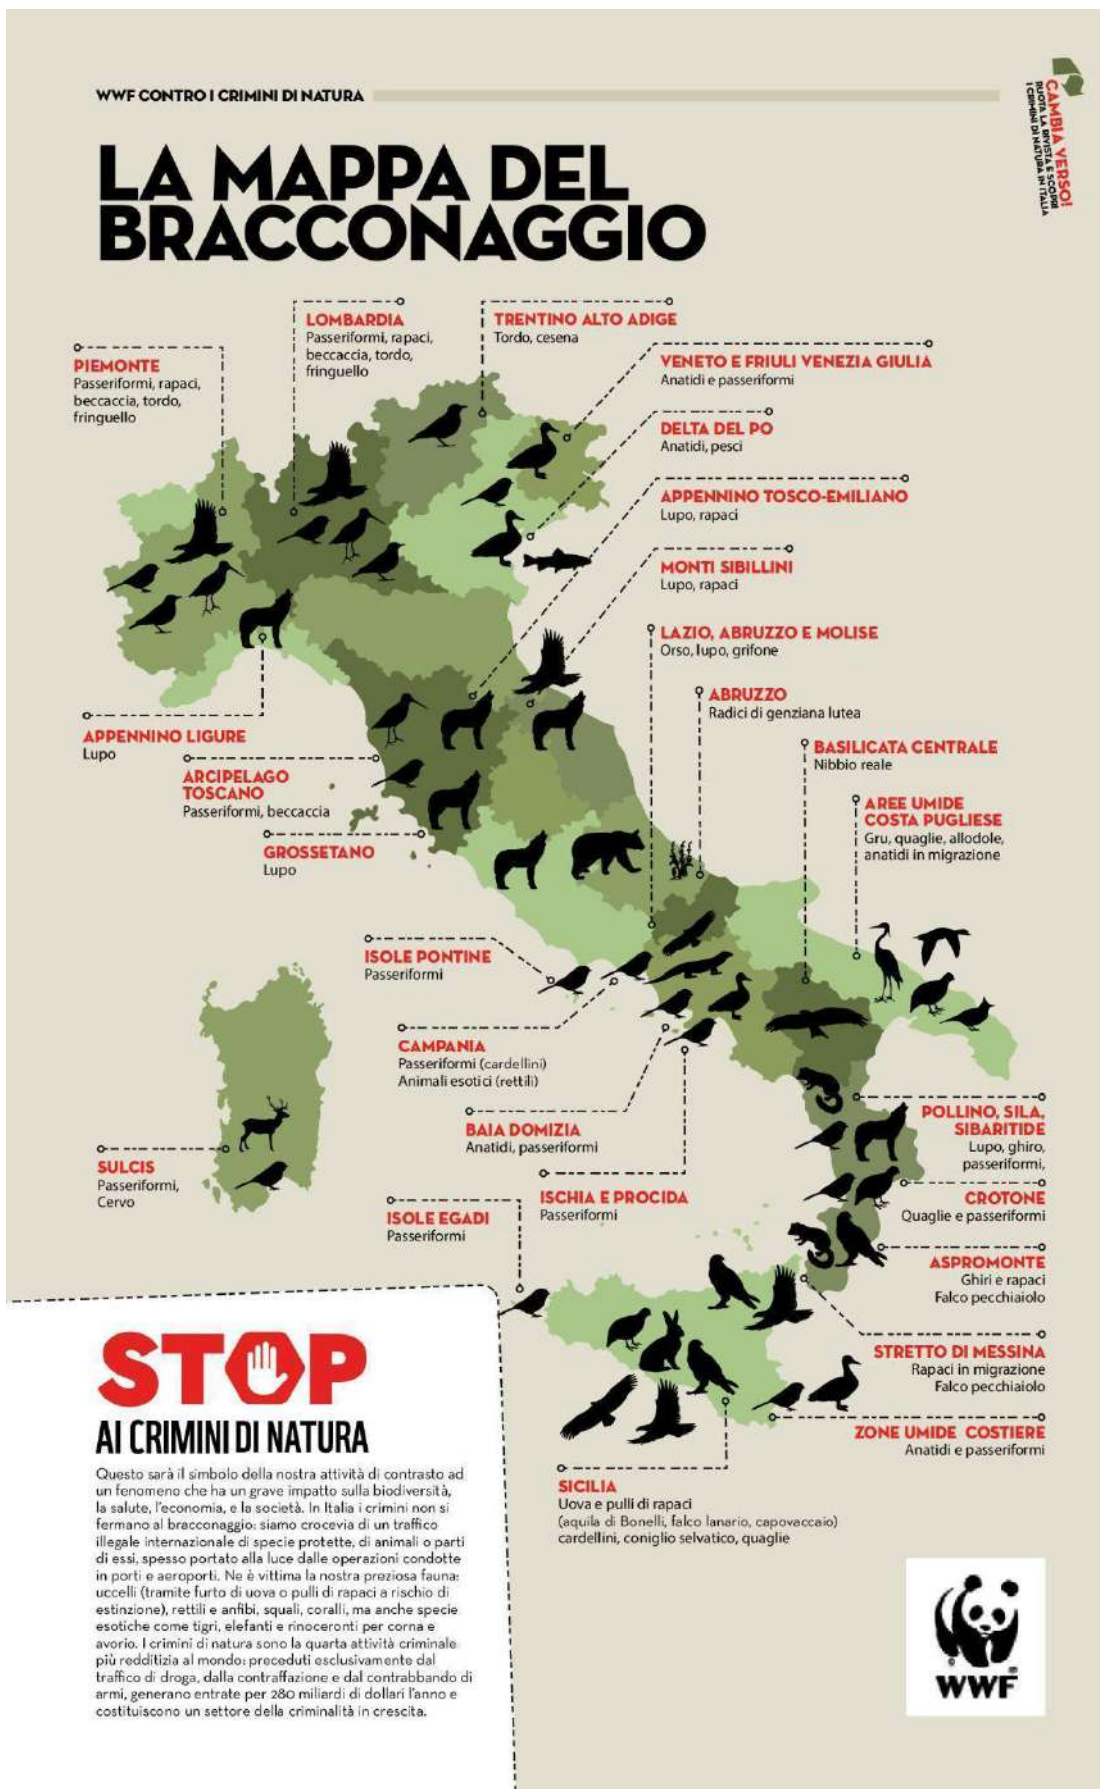 WWF CONTRO I CRIMINI DI NATURA
CAMBIA VERSO!
RUOTA LA RIVISTA E SCOPRI
I CRIMINI DI NATURA IN ITALIA
LA MAPPA DEL
BRACCONAGGIO
LOMBARDIA
Passeriformi, rapaci,
beccaccia, tordo,
fringuello
TRENTINO ALTO ADIGE
Tordo, cesena
PIEMONTE
Passeriformi, rapaci,
beccaccia, tordo,
fringuello
VENETO E FRIULI VENEZIA GIULIA
Anatidi e passeriformi
DELTA DEL PO
Anatidi, pesci
APPENNINO TOSCO-EMILIANO
Lupo, rapaci
MONTI SIBILLINI
Lupo, rapaci
LAZIO, ABRUZZO E MOLISE
Orso, lupo, grifone
ABRUZZO
Radici di genziana lutea
APPENNINO LIGURE
Lupo
BASILICATA CENTRALE
Nibbio reale
ARCIPELAGO
TOSCANO
Passeriformi, beccaccia
AREE UMIDE
COSTA PUGLIESE
Gru, quaglie, allodole,
anatidi in migrazione
GROSSETANO
Lupo
ISOLE PONTINE
Passeriformi
CAMPANIA
Passeriformi (cardellini)
Animali esotici (rettili)
BAIA DOMIZIA
Anatidi, passeriformi
POLLINO, SILA,
SIBARITIDE
Lupo, ghiro,
passeriformi,
SULCIS
Passeriformi,
Cervo
ISCHIA E PROCIDA
Passeriformi
CROTONE
Quaglie e passeriformi
ISOLE EGADI
Passeriformi
ASPROMONTE
Ghiri e rapaci
Falco pecchiaiolo
STRETTO DI MESSINA
Rapaci in migrazione
Falco pecchiaiolo
ZONE UMIDE COSTIERE
Anatidi e passeriformi
SICILIA
Uova e pulli di rapaci
(aquila di Bonelli, falco lanario, capovaccaio)
cardellini, coniglio selvatico, quaglie
STOP
AI CRIMINI DI NATURA
Questo sarà il simbolo della nostra attività di contrasto ad
un fenomeno che ha un grave impatto sulla biodiversità,
la salute, l'economia, e la società. In Italia i crimini non si
fermano al bracconaggio: siamo crocevia di un traffico
illegale internazionale di specie protette, di animali o parti
di essi, spesso portato alla luce dalle operazioni condotte
in porti e aeroporti. Ne è vittima la nostra preziosa fauna:
uccelli (tramite furto di uova o pulli di rapaci a rischio di
estinzione), rettili e anfibi, squali, coralli, ma anche specie
esotiche come tigri, elefanti e rinoceronti per corna e
avorio. I crimini di natura sono la quarta attività criminale
più redditizia al mondo: preceduti esclusivamente dal
traffico di droga, dalla contraffazione e dal contrabbando di
armi, generano entrate per 280 miliardi di dollari l'anno e
costituiscono un settore della criminalità in crescita.
WWF